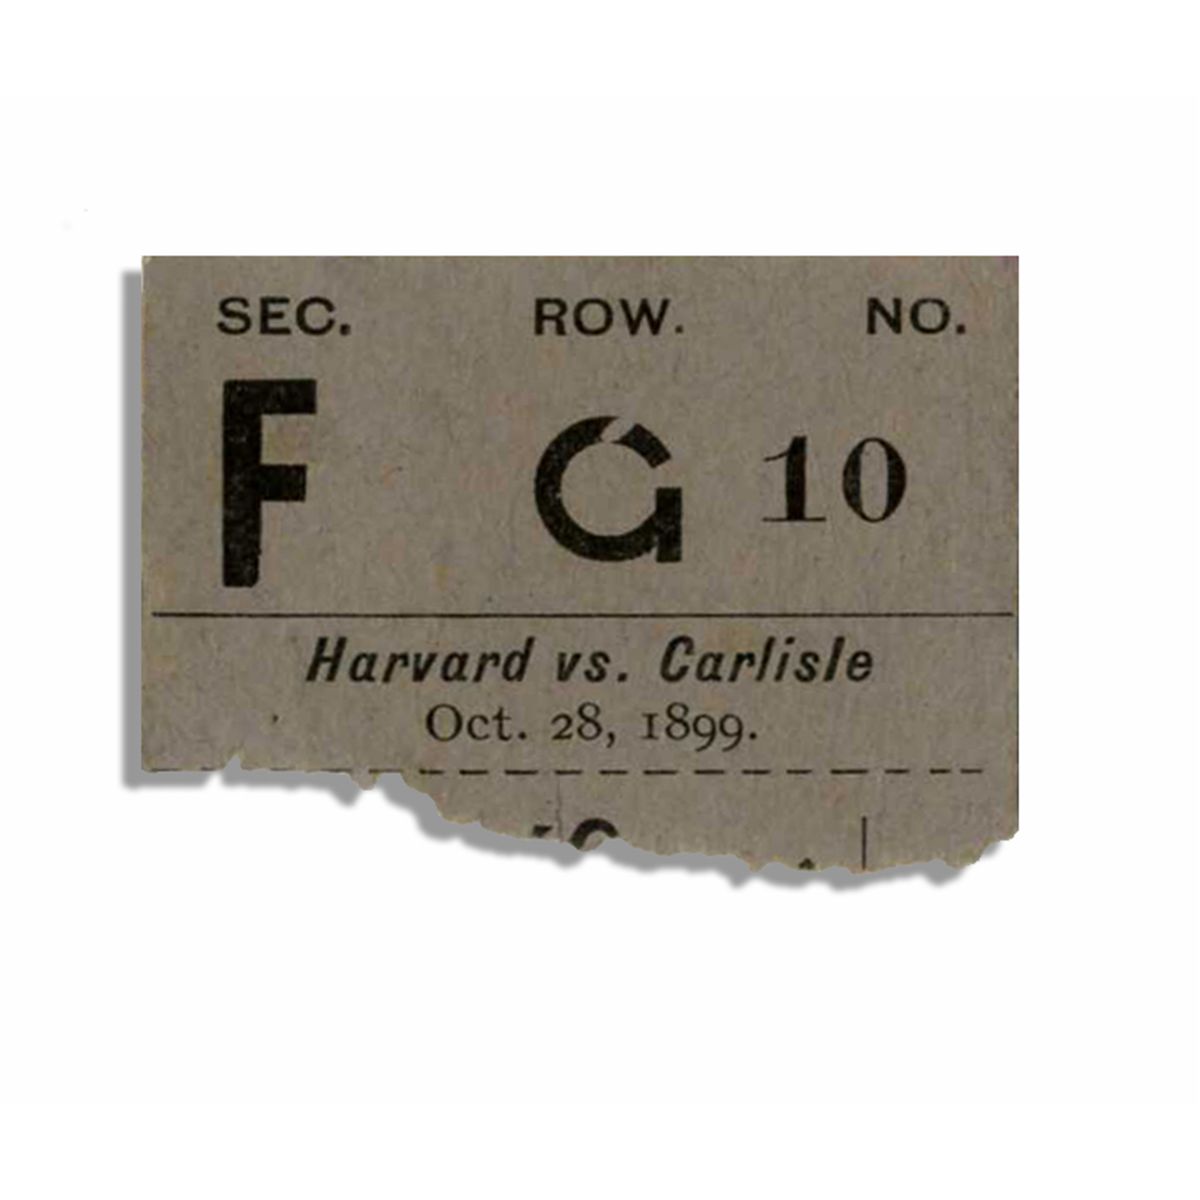 SEC. ROW. NO.
F G 10
Harvard vs. Carlisle
Oct. 28, 1899.